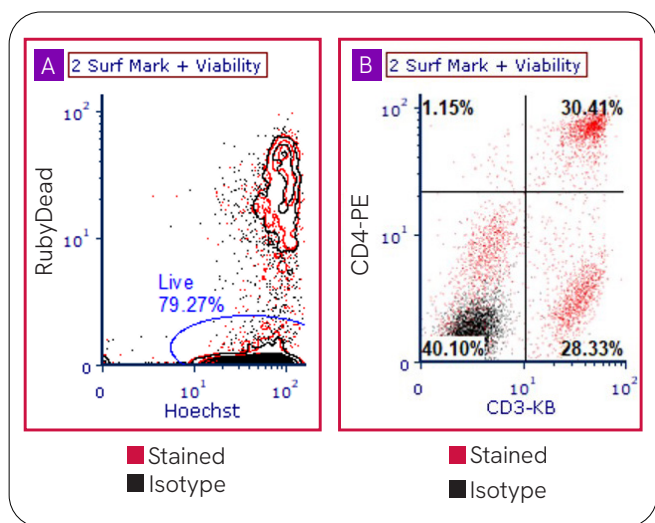 A
2 Surf Mark + Viability
10²
10¹
0
RubyDead
Live
79.27%
0
10¹
10²
Hoechst
Stained
Isotype
B
2 Surf Mark + Viability
10²
10¹
0
CD4-PE
1.15%
30.41%
40.10%
28.33%
0
10¹
10²
CD3-KB
Stained
Isotype